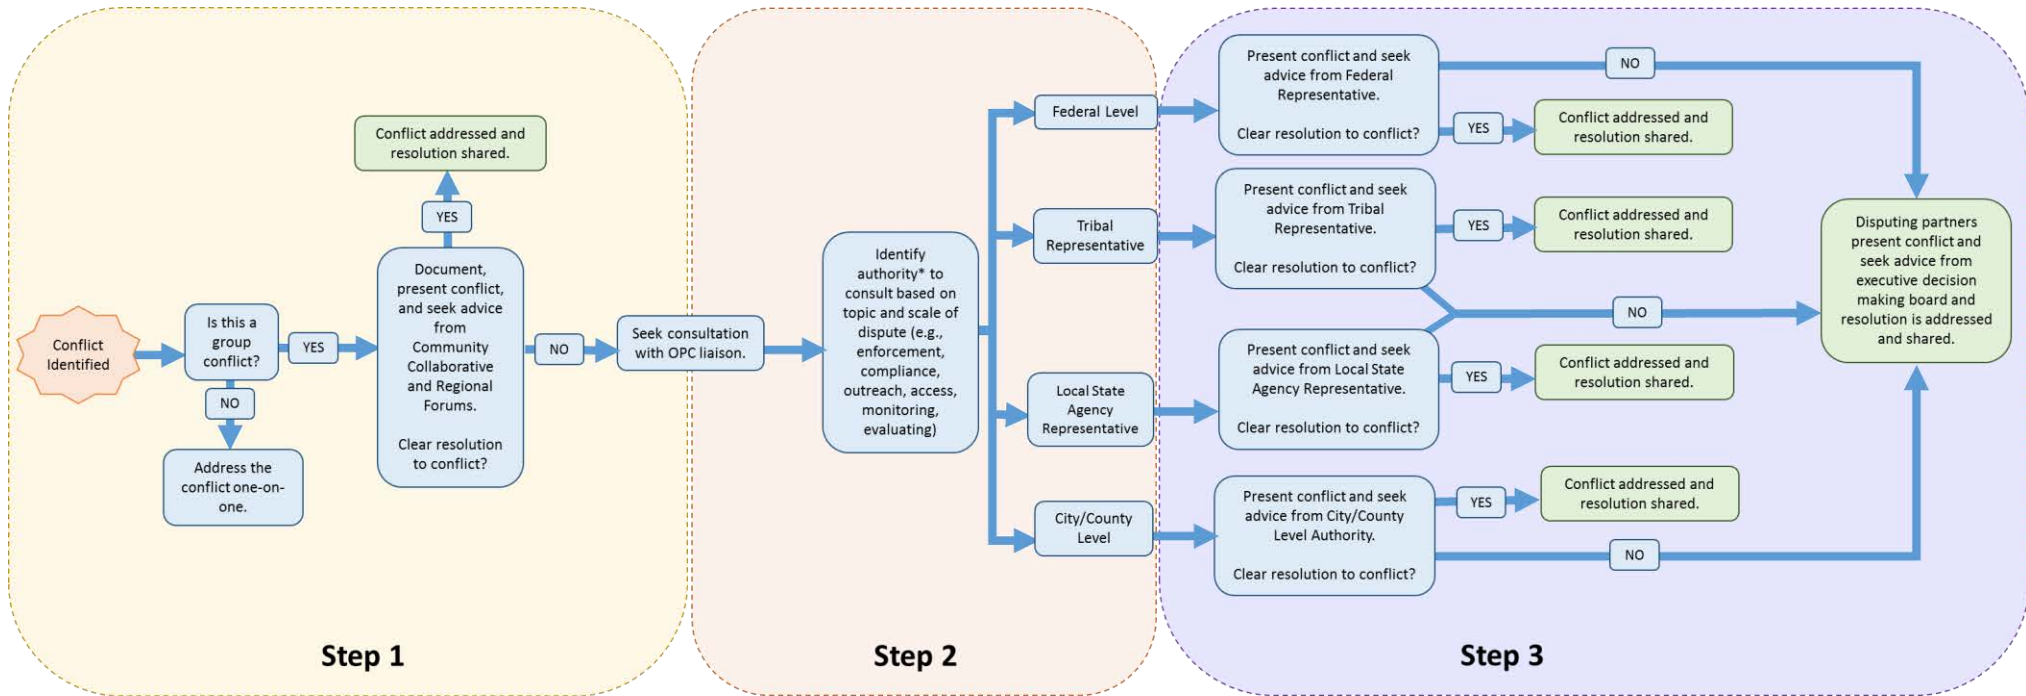 Conflict
Identified
Is this a
group
conflict?
YES
NO
Address the
conflict one-on-
one.
Conflict addressed and
resolution shared.
YES
Document,
present conflict,
and seek advice
from
Community
Collaborative
and Regional
Forums.
Clear resolution
to conflict?
NO
Seek consultation
with OPC liaison.
Step 1
Identify
authority* to
consult based on
topic and scale of
dispute (e.g.,
enforcement,
compliance,
outreach, access,
monitoring,
evaluating)
Federal Level
Tribal
Representative
Local State
Agency
Representative
City/County
Level
Step 2
Present conflict and seek
advice from Federal
Representative.
Clear resolution to conflict?
NO
YES
Conflict addressed and
resolution shared.
Present conflict and seek
advice from Tribal
Representative.
Clear resolution to conflict?
YES
Conflict addressed and
resolution shared.
NO
Present conflict and seek
advice from Local State
Agency Representative.
Clear resolution to conflict?
YES
Conflict addressed and
resolution shared.
Present conflict and seek
advice from City/County
Level Authority.
Clear resolution to conflict?
YES
Conflict addressed and
resolution shared.
NO
Disputing partners
present conflict and
seek advice from
executive decision
making board and
resolution is addressed
and shared.
Step 3